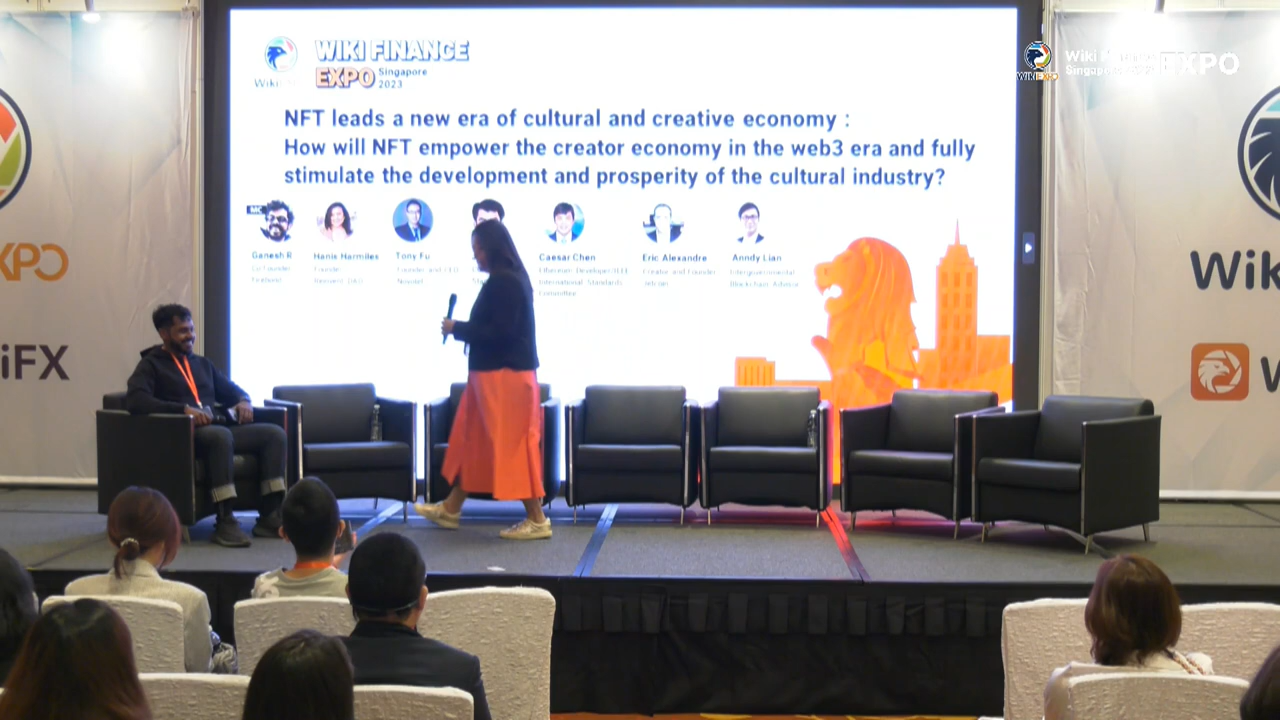 WIKI FINANCE
EXPO Singapore
2023
NFT leads a new era of cultural and creative economy :
How will NFT empower the creator economy in the web3 era and fully
stimulate the development and prosperity of the cultural industry?
Ganesh R
Hanis Harmiles
Tony Fu
Caesar Chen
Eric Alexandre
Anndy Lian
Founder and CEO
Ethereum Developer/IEEE
Creator and Founder
Intergovernmental
International Standards
Blockchain Advisor
Committee
EXPO
XPO
iFX
Wik
W